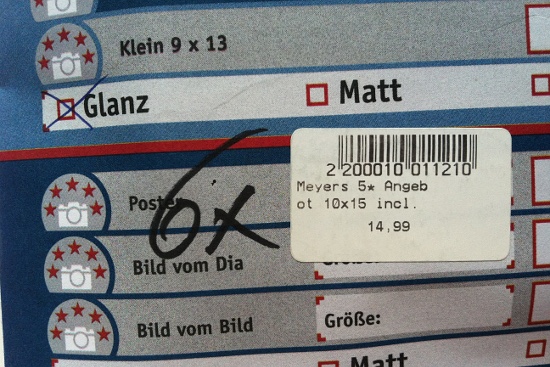 Klein 9 x 13
Glanz
Matt
2 200010 011210
Meyers 5* Angeb
ot 10x15 incl.
14,99
Poster
6x
Bild vom Dia
Größe:
Bild vom Bild
Größe:
Matt